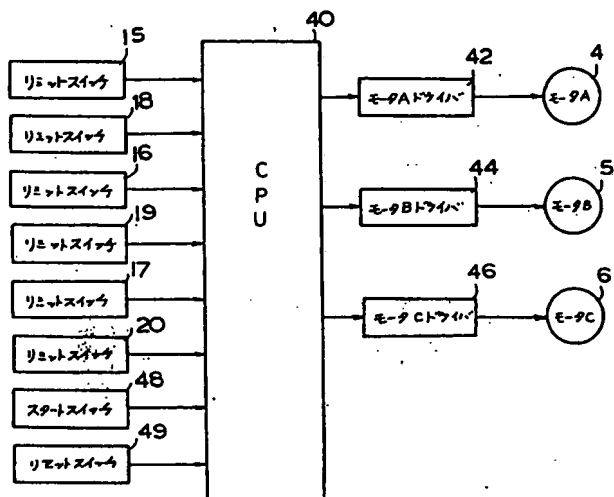 40
15
リミットスイッチ
18
リミットスイッチ
16
リミットスイッチ
19
リミットスイッチ
17
リミットスイッチ
20
リミットスイッチ
48
スタートスイッチ
49
リセットスイッチ
CPU
42
モータAドライバ
4
モータA
44
モータBドライバ
5
モータB
46
モータCドライバ
6
モータC